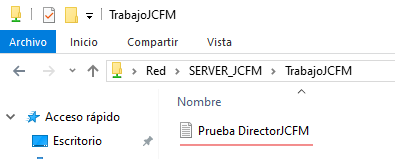 TrabajoJCFM
Archivo Inicio Compartir Vista
Red SERVER_JCFM TrabajoJCFM
Nombre
Acceso rápido
Prueba DirectorJCFM
Escritorio